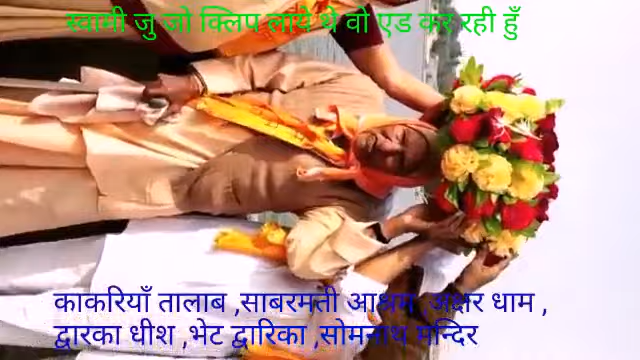 स्वामी जु जो क्लिप लाये थे वो एड कर रही हुँ
काकरियाँ तालाब ,साबरमती आश्रम ,अक्षर धाम ,
द्वारका धीश ,भेट द्वारिका ,सोमनाथ मन्दिर